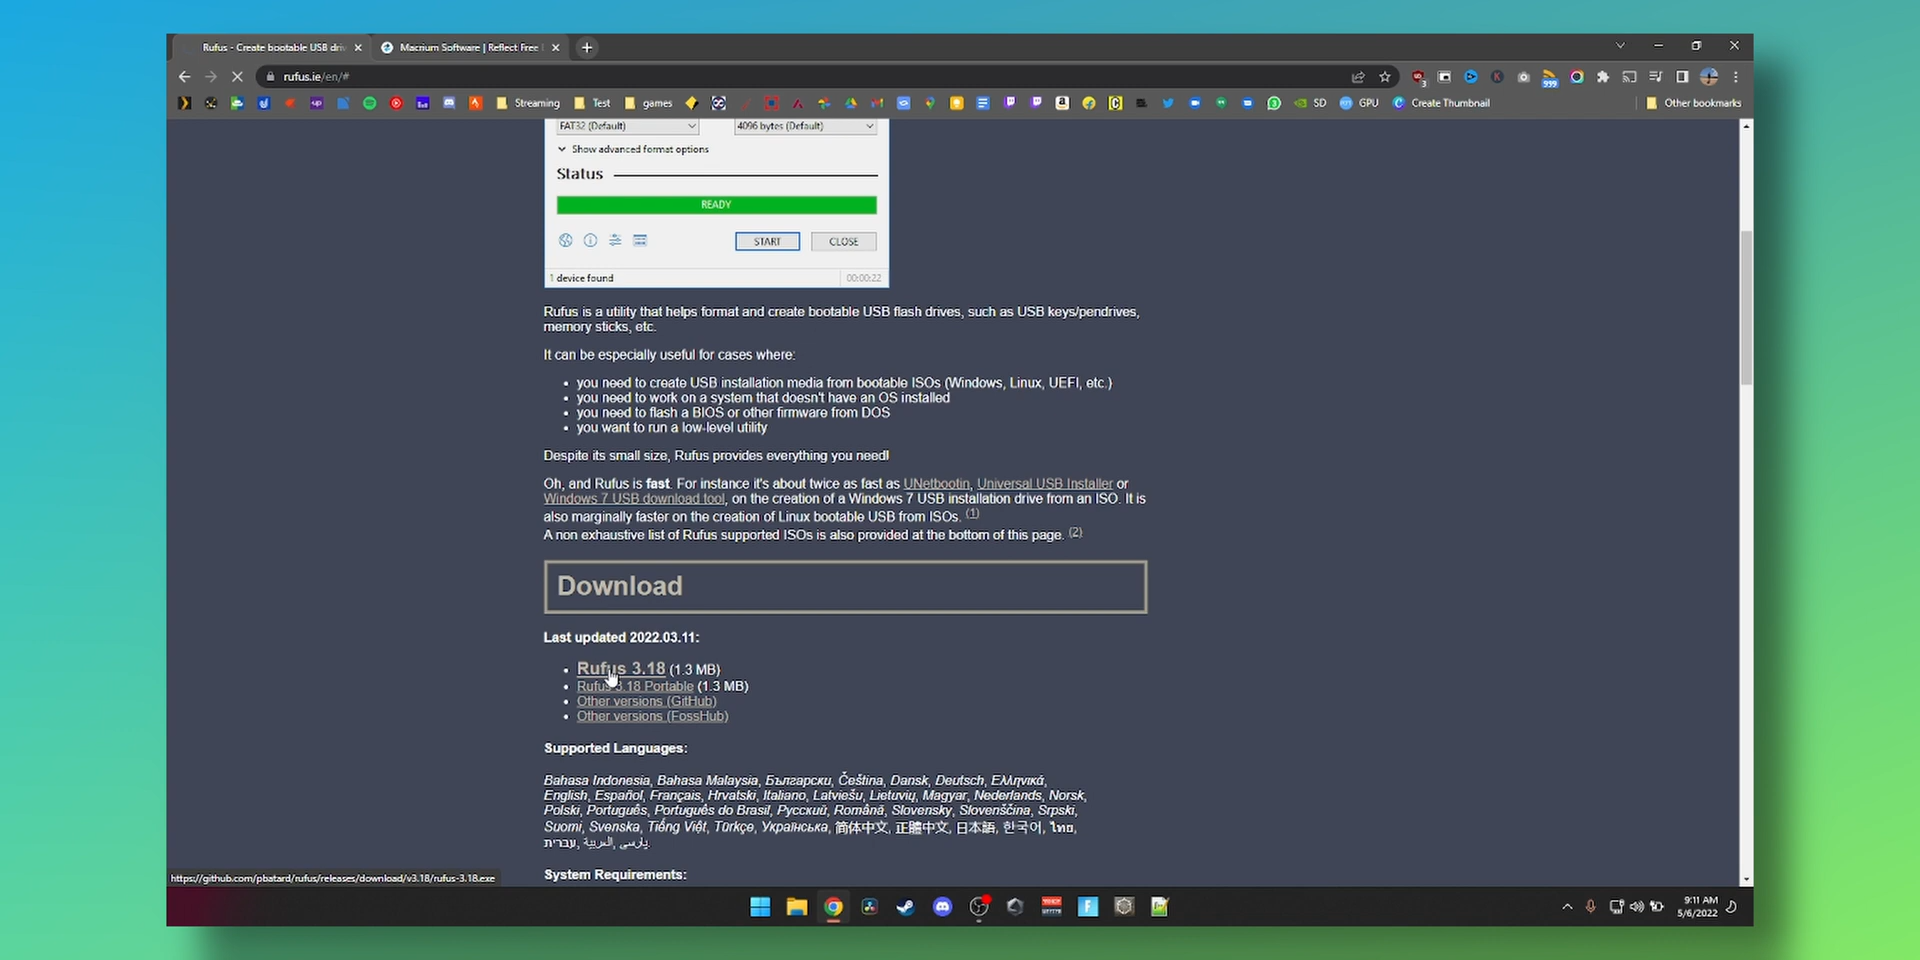 Rufus - Create bootable USB driv
Macrium Software | Reflect Free
rufus.ie/en/#
3
999
Streaming
Test
games
SD
GPU
Create Thumbnail
Other bookmarks
FAT32 (Default)
4096 bytes (Default)
Show advanced format options
Status
READY
START
CLOSE
1 device found
00:00:22
Rufus is a utility that helps format and create bootable USB flash drives, such as USB keys/pendrives,
memory sticks, etc.
It can be especially useful for cases where:
you need to create USB installation media from bootable ISOs (Windows, Linux, UEFI, etc.)
you need to work on a system that doesn't have an OS installed
you need to flash a BIOS or other firmware from DOS
you want to run a low-level utility
Despite its small size, Rufus provides everything you need!
Oh, and Rufus is fast. For instance it's about twice as fast as UNetbootin, Universal USB Installer or
Windows 7 USB download tool, on the creation of a Windows 7 USB installation drive from an ISO. It is
also marginally faster on the creation of Linux bootable USB from ISOs. (1)
A non exhaustive list of Rufus supported ISOs is also provided at the bottom of this page. (2)
Download
Last updated 2022.03.11:
Rufus 3.18 (1.3 MB)
Rufus 3.18 Portable (1.3 MB)
Other versions (GitHub)
Other versions (FossHub)
Supported Languages:
Bahasa Indonesia, Bahasa Malaysia, Български, Čeština, Dansk, Deutsch, Ελληνικά,
English, Español, Français, Hrvatski, Italiano, Latviešu, Lietuvių, Magyar, Nederlands, Norsk,
Polski, Português, Português do Brasil, Русский, Română, Slovensky, Slovenščina, Srpski,
Suomi, Svenska, Tiếng Việt, Türkçe, Українська, 简体中文, 正體中文, 日本語, 한국어, ไทย,
עברית, العربية, پارسی.
System Requirements:
https://github.com/pbatard/rufus/releases/download/v3.18/rufus-3.18.exe
9:11 AM
5/6/2022